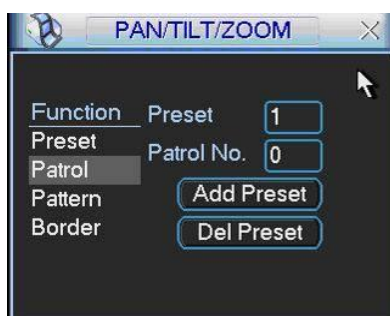 PAN/TILT/ZOOM
Function
Preset
Patrol
Pattern
Border
Preset 1
Patrol No. 0
Add Preset
Del Preset